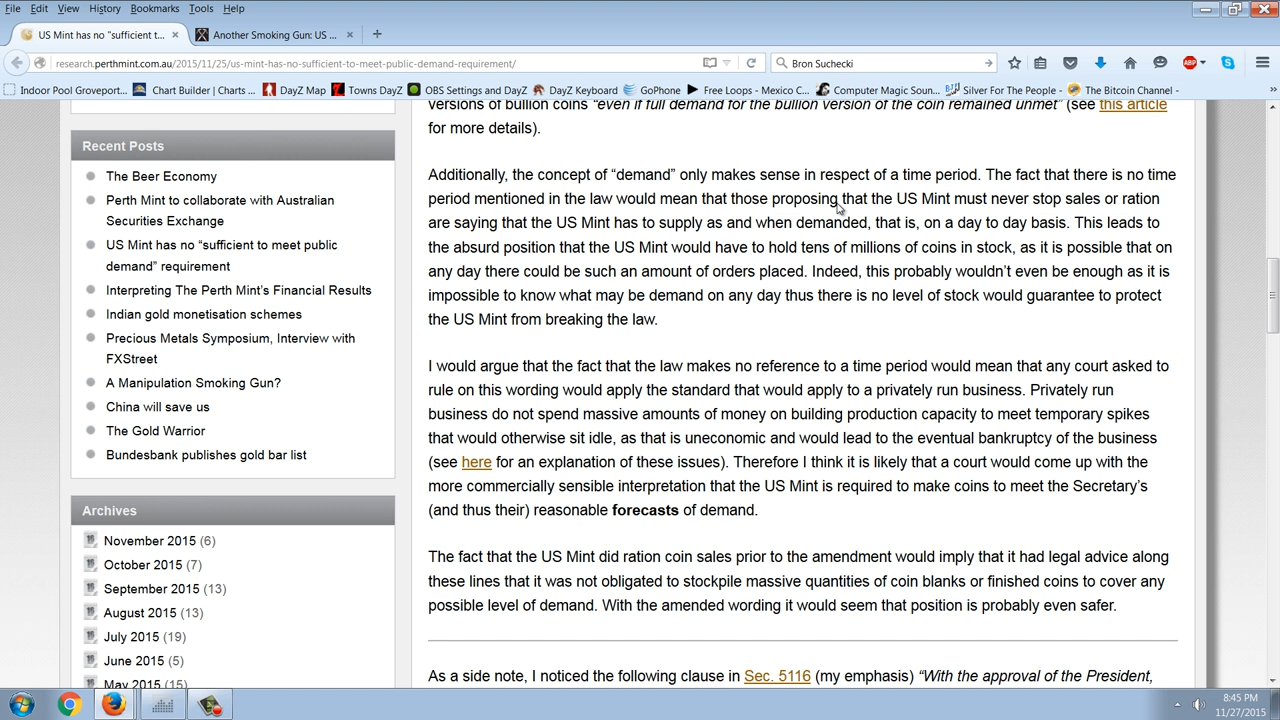 File Edit View History Bookmarks Tools Help
US Mint has no "sufficient t... × Another Smoking Gun: US ... × +
research.perthmint.com.au/2015/11/25/us-mint-has-no-sufficient-to-meet-public-demand-requirement/ Bron Suchecki
Indoor Pool Groveport... Chart Builder | Charts ... DayZ Map Towing DayZ OBS Settings and DayZ DayZ Keyboard GoPhone Free Loops - Mexico C... Computer Magic Soun... Silver For The People - The Bitcoin Channel - »
versions of bullion coins “even if full demand for the bullion version of the coin remained unmet” (see this article
for more details).
Recent Posts
The Beer Economy
Perth Mint to collaborate with Australian
Securities Exchange
US Mint has no “sufficient to meet public
demand” requirement
Interpreting The Perth Mint’s Financial Results
Indian gold monetisation schemes
Precious Metals Symposium, Interview with
FXStreet
A Manipulation Smoking Gun?
China will save us
The Gold Warrior
Bundesbank publishes gold bar list
Archives
November 2015 (6)
October 2015 (7)
September 2015 (13)
August 2015 (13)
July 2015 (19)
June 2015 (5)
May 2015 (15)
Additionally, the concept of “demand” only makes sense in respect of a time period. The fact that there is no time
period mentioned in the law would mean that those proposing that the US Mint must never stop sales or ration
are saying that the US Mint has to supply as and when demanded, that is, on a day to day basis. This leads to
the absurd position that the US Mint would have to hold tens of millions of coins in stock, as it is possible that on
any day there could be such an amount of orders placed. Indeed, this probably wouldn’t even be enough as it is
impossible to know what may be demand on any day thus there is no level of stock would guarantee to protect
the US Mint from breaking the law.
I would argue that the fact that the law makes no reference to a time period would mean that any court asked to
rule on this wording would apply the standard that would apply to a privately run business. Privately run
business do not spend massive amounts of money on building production capacity to meet temporary spikes
that would otherwise sit idle, as that is uneconomic and would lead to the eventual bankruptcy of the business
(see here for an explanation of these issues). Therefore I think it is likely that a court would come up with the
more commercially sensible interpretation that the US Mint is required to make coins to meet the Secretary’s
(and thus their) reasonable forecasts of demand.
The fact that the US Mint did ration coin sales prior to the amendment would imply that it had legal advice along
these lines that it was not obligated to stockpile massive quantities of coin blanks or finished coins to cover any
possible level of demand. With the amended wording it would seem that position is probably even safer.
As a side note, I noticed the following clause in Sec. 5116 (my emphasis) “With the approval of the President,
8:45 PM
11/27/2015